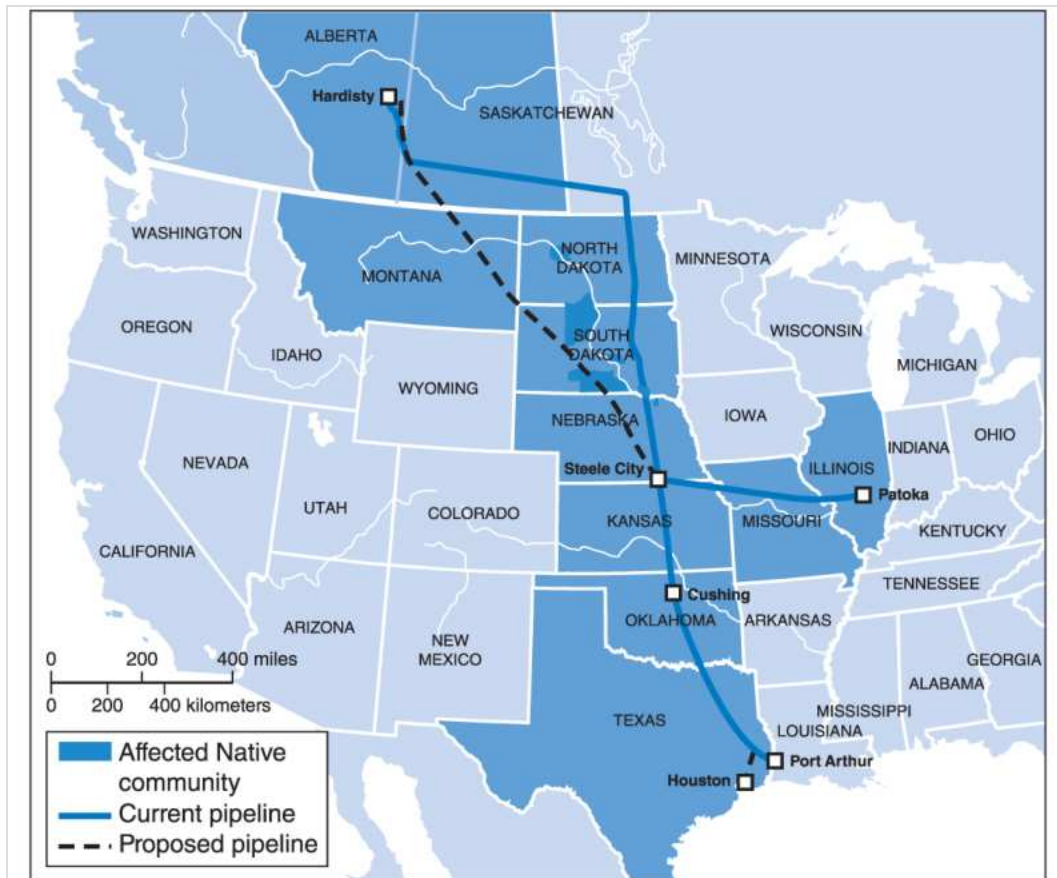 ALBERTA
Hardisty
SASKATCHEWAN
WASHINGTON
MONTANA
NORTH
DAKOTA
MINNESOTA
OREGON
IDAHO
SOUTH
DAKOTA
WISCONSIN
MICHIGAN
WYOMING
NEBRASKA
IOWA
NEVADA
Steele City
ILLINOIS
INDIANA
OHIO
UTAH
COLORADO
KANSAS
MISSOURI
Patoka
CALIFORNIA
KENTUCKY
Cushing
TENNESSEE
ARIZONA
NEW
MEXICO
OKLAHOMA
ARKANSAS
GEORGIA
0 200 400 miles
0 200 400 kilometers
ALABAMA
MISSISSIPPI
TEXAS
LOUISIANA
Port Arthur
Houston
Affected Native
community
Current pipeline
Proposed pipeline